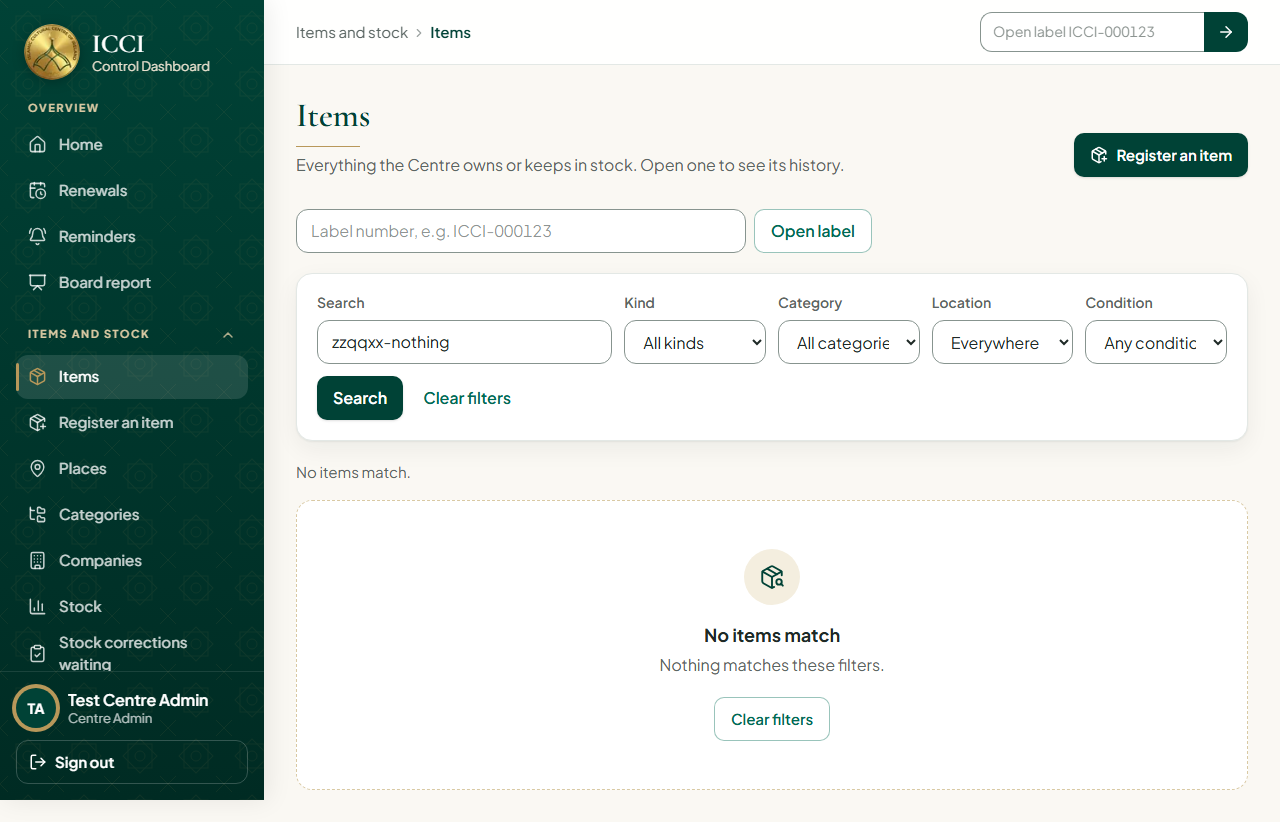 ICCI
Control Dashboard
OVERVIEW
Home
Renewals
Reminders
Board report
ITEMS AND STOCK
Items
Register an item
Places
Categories
Companies
Stock
Stock corrections
waiting
TA
Test Centre Admin
Centre Admin
Sign out
Items and stock › Items
Open label ICCI-000123
Items
Everything the Centre owns or keeps in stock. Open one to see its history.
Register an item
Label number, e.g. ICCI-000123
Open label
Search
Kind
Category
Location
Condition
zzqqxx-nothing
All kinds
All categorie
Everywhere
Any conditic
Search
Clear filters
No items match.
No items match
Nothing matches these filters.
Clear filters